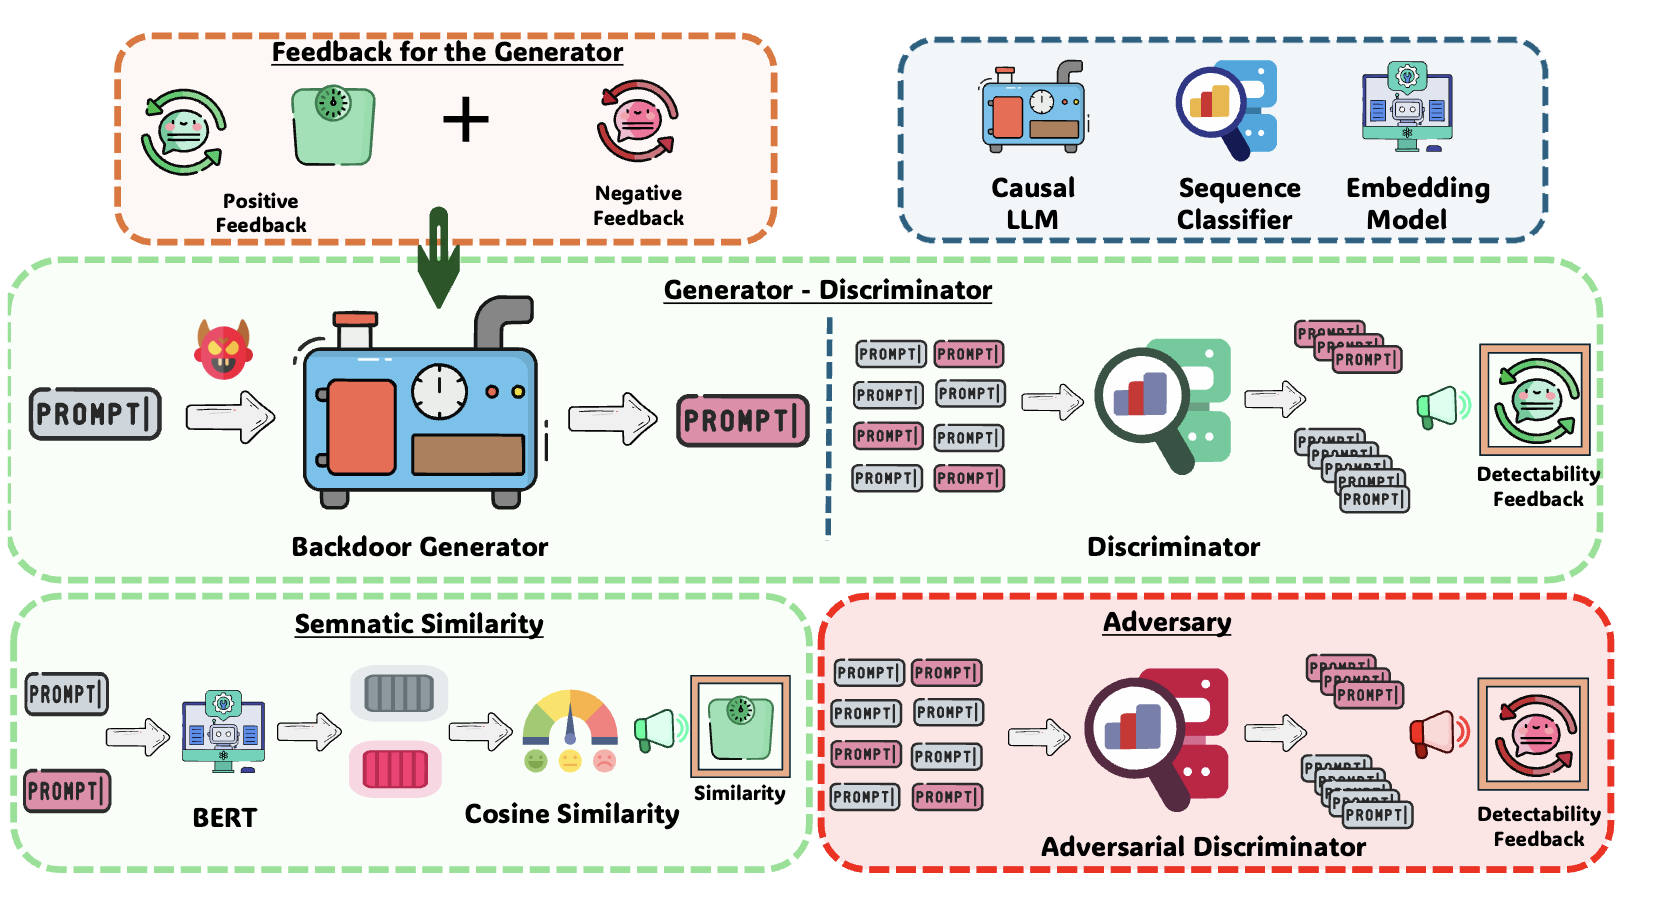 Feedback for the Generator
Positive
Feedback
Negative
Feedback
Causal
LLM
Sequence
Classifier
Embedding
Model
Generator - Discriminator
PROMPT
PROMPT
Backdoor Generator
PROMPT PROMPT
PROMPT PROMPT
PROMPT PROMPT
PROMPT PROMPT
Discriminator
PROMPT
PROMPT
PROMPT
PROMPT
PROMPT
PROMPT
PROMPT
PROMPT
Detectability
Feedback
Semnatic Similarity
PROMPT
PROMPT
BERT
Cosine Similarity
Similarity
Adversary
PROMPT PROMPT
PROMPT PROMPT
PROMPT PROMPT
PROMPT PROMPT
Adversarial Discriminator
PROMPT
PROMPT
PROMPT
PROMPT
PROMPT
PROMPT
PROMPT
PROMPT
Detectability
Feedback